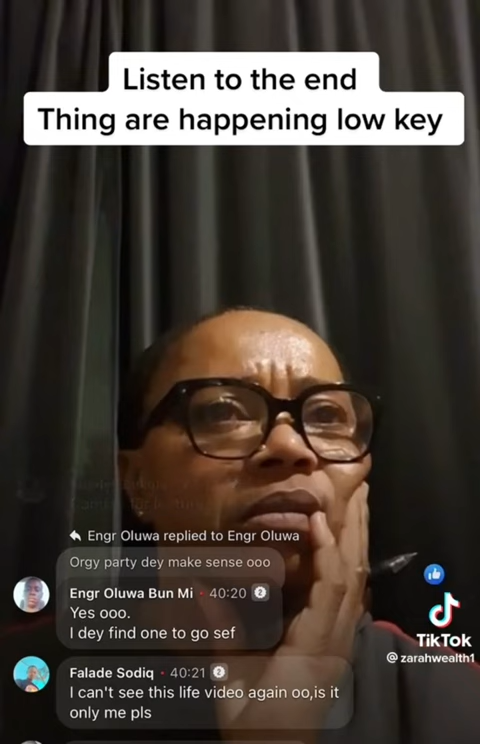 Listen to the end
Thing are happening low key
Engr Oluwa replied to Engr Oluwa
Orgy party dey make sense ooo
Engr Oluwa Bun Mi · 40:20 2
Yes ooo.
I dey find one to go sef
Falade Sodiq · 40:21 2
I can't see this life video again oo,is it
only me pls
TikTok
@zarahwealth1